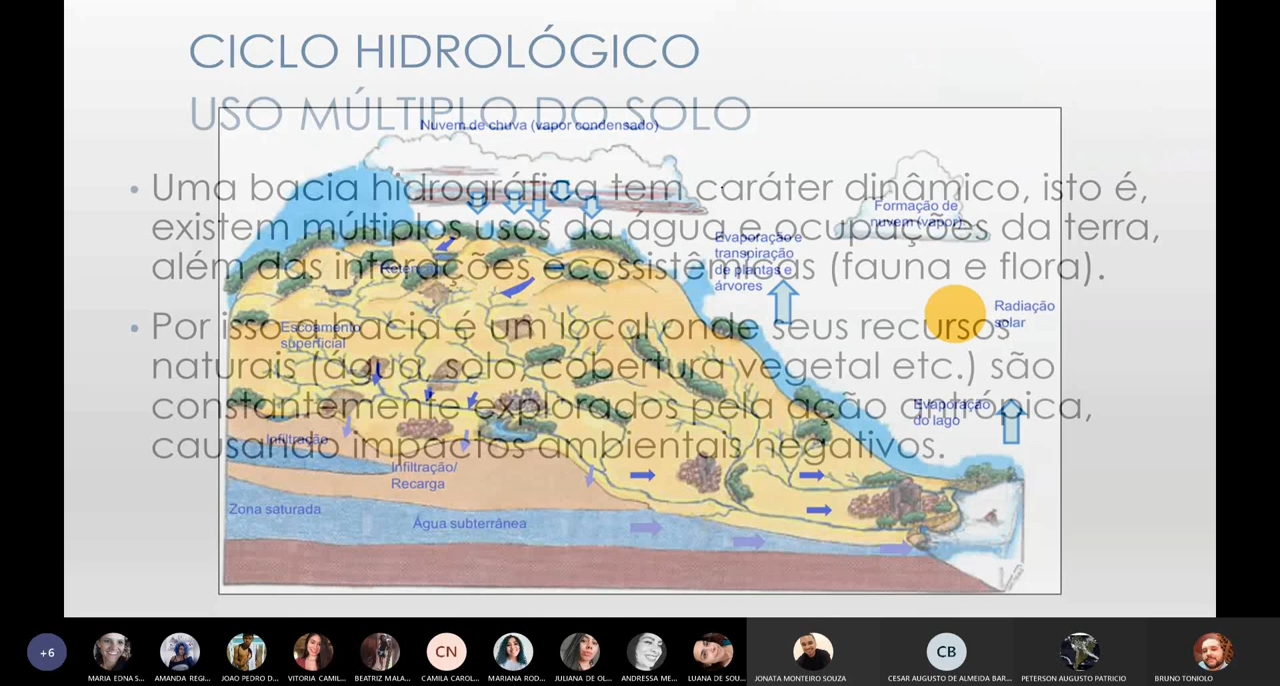 CICLO HIDROLÓGICO
USO MÚLTIPLO DO SOLO
Nuvem de chuva (vapor condensado)
• Uma bacia hidrográfica tem caráter dinâmico, isto é,
existem múltiplos usos da água e ocupações da terra,
além das interações ecossistêmicas (fauna e flora).
• Por isso a bacia é um local onde seus recursos
naturais (água, solo, cobertura vegetal etc.) são
constantemente explorados pela ação antrópica,
causando impactos ambientais negativos.
Formação de
nuvem (vapor)
Evaporação e
transpiração
de plantas e
árvores
Radiação
solar
Escoamento
superficial
Evaporação
do lago
Infiltração
Infiltração/
Recarga
Zona saturada
Água subterrânea
+6
MARIA EDNA S...
AMANDA REGI...
JOAO PEDRO D...
VITORIA CAMIL...
BEATRIZ MALA...
CN
CAMILA CAROL...
MARIANA ROD...
JULIANA DE OL...
ANDRESSA ME...
LUANA DE SOU...
JONATA MONTEIRO SOUZA
CB
CESAR AUGUSTO DE ALMEIDA BAR...
PETERSON AUGUSTO PATRICIO
BRUNO TONIOLO